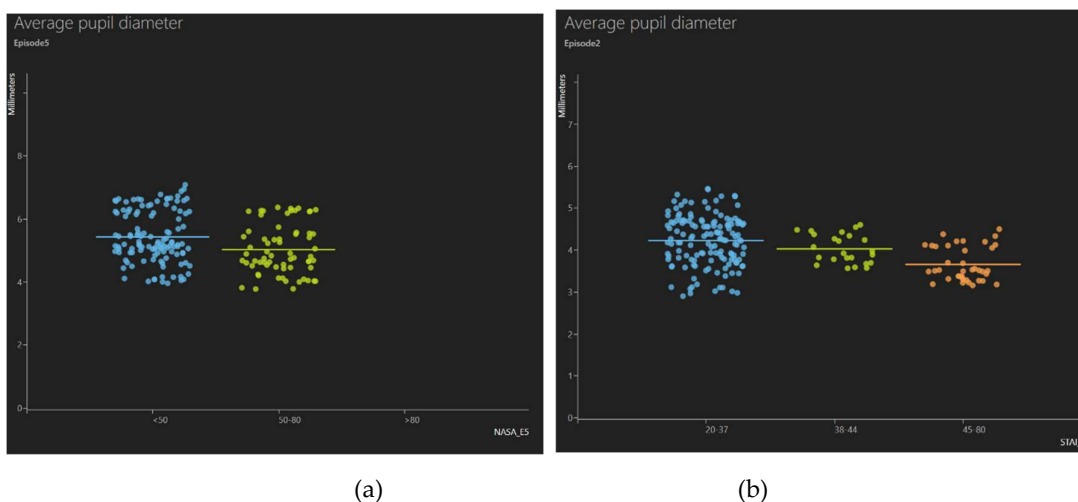 Average pupil diameter
Episode5
Millimeters
8
6
4
2
0
<50
50-80
>80
NASA_E5
(a)
Average pupil diameter
Episode2
Millimeters
7
6
5
4
3
2
1
0
20-37
38-44
45-80
STAI
(b)